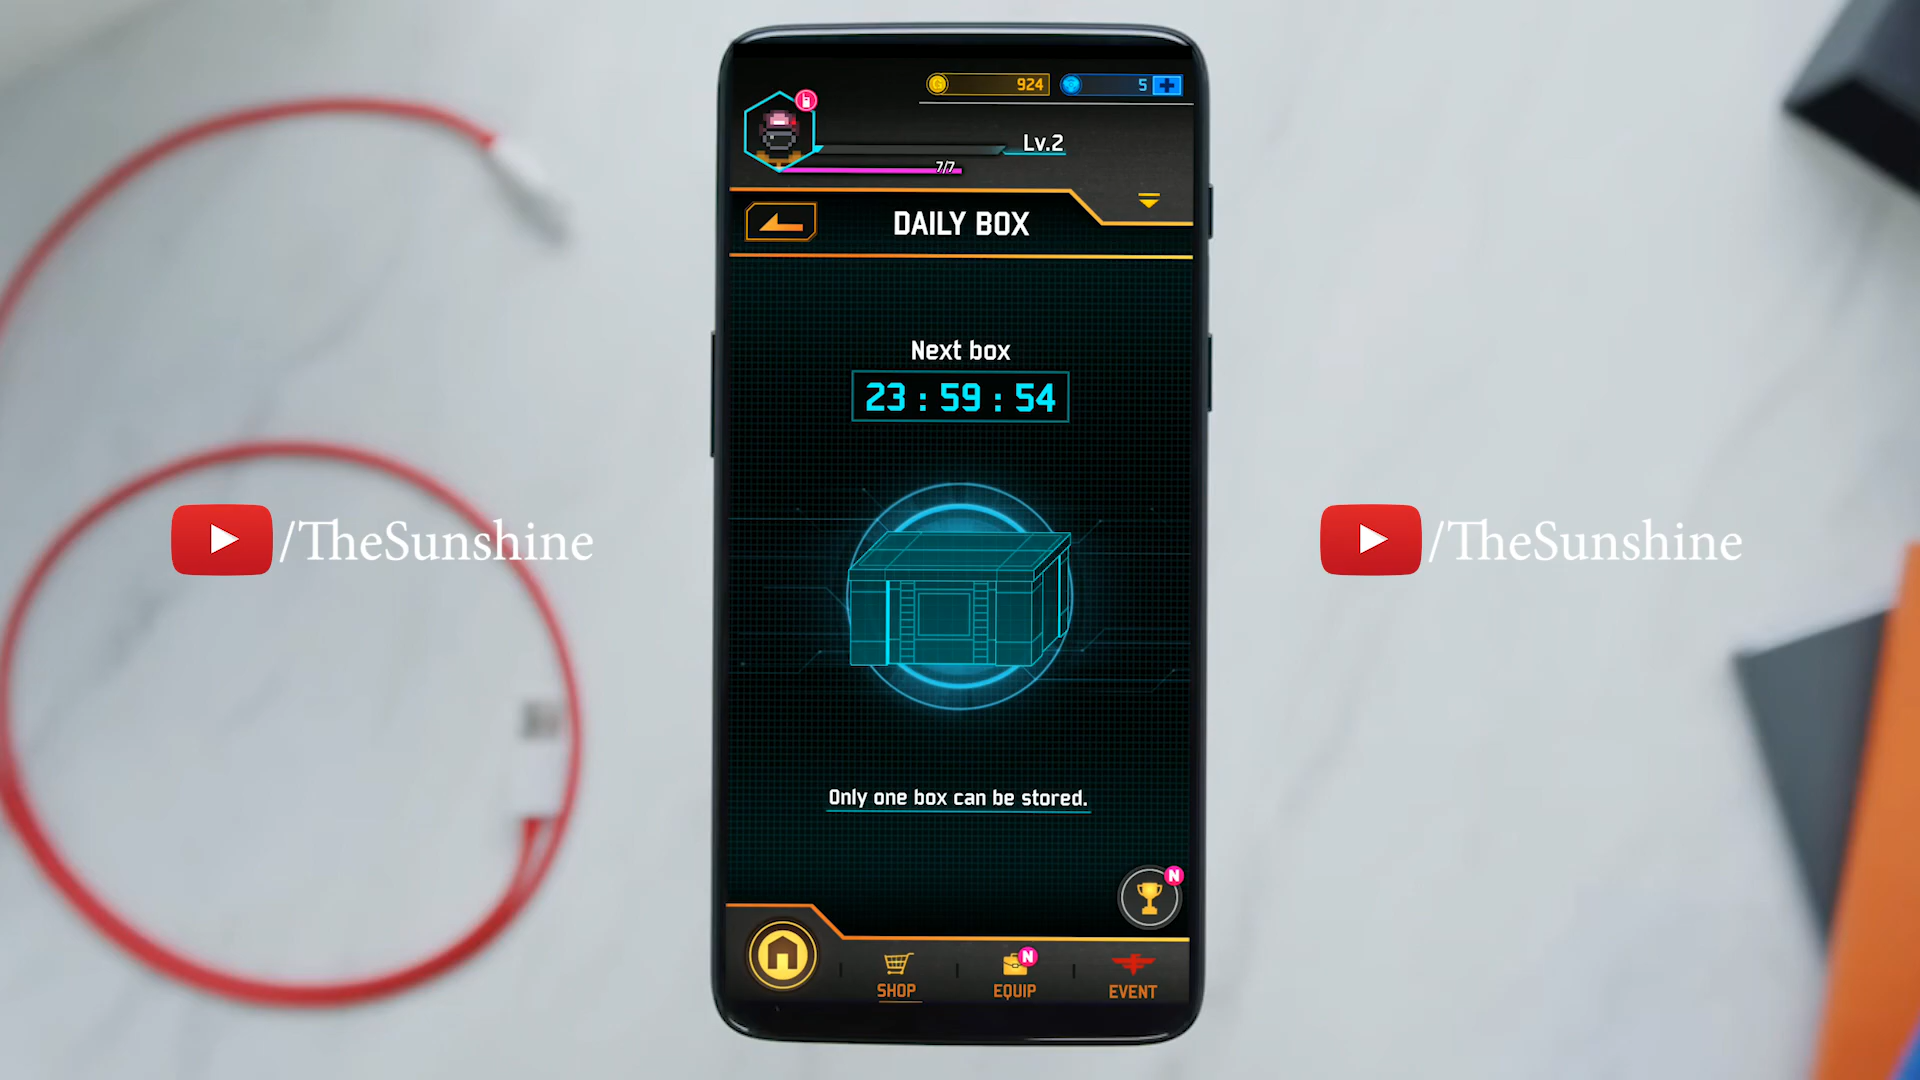 924
5
Lv.2
7/7
DAILY BOX
Next box
23 : 59 : 54
/TheSunshine
/TheSunshine
Only one box can be stored.
N
N
SHOP
EQUIP
EVENT